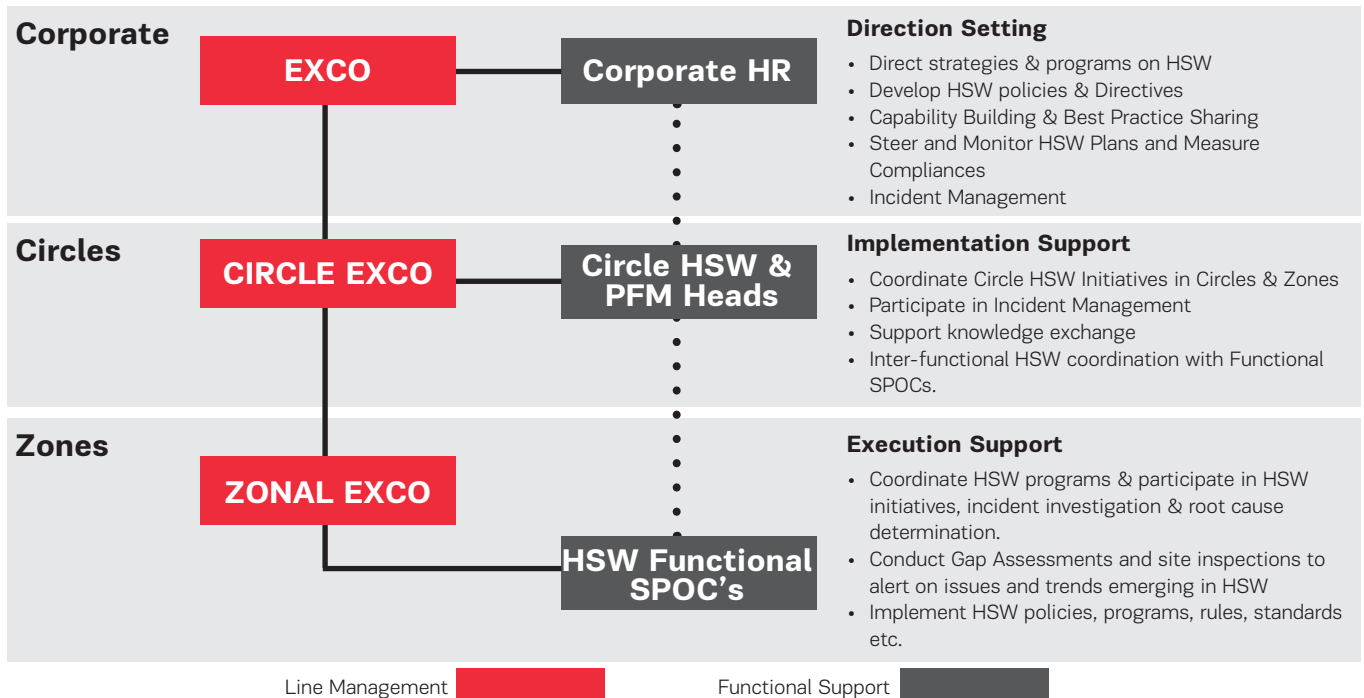 Corporate
EXCO
Corporate HR
Direction Setting
• Direct strategies & programs on HSW
• Develop HSW policies & Directives
• Capability Building & Best Practice Sharing
• Steer and Monitor HSW Plans and Measure
Compliances
• Incident Management
Circles
CIRCLE EXCO
Circle HSW &
PFM Heads
Implementation Support
• Coordinate Circle HSW Initiatives in Circles & Zones
• Participate in Incident Management
• Support knowledge exchange
• Inter-functional HSW coordination with Functional
SPOCs.
Zones
ZONAL EXCO
HSW Functional
SPOC's
Execution Support
• Coordinate HSW programs & participate in HSW
initiatives, incident investigation & root cause
determination.
• Conduct Gap Assessments and site inspections to
alert on issues and trends emerging in HSW
• Implement HSW policies, programs, rules, standards
etc.
Line Management
Functional Support